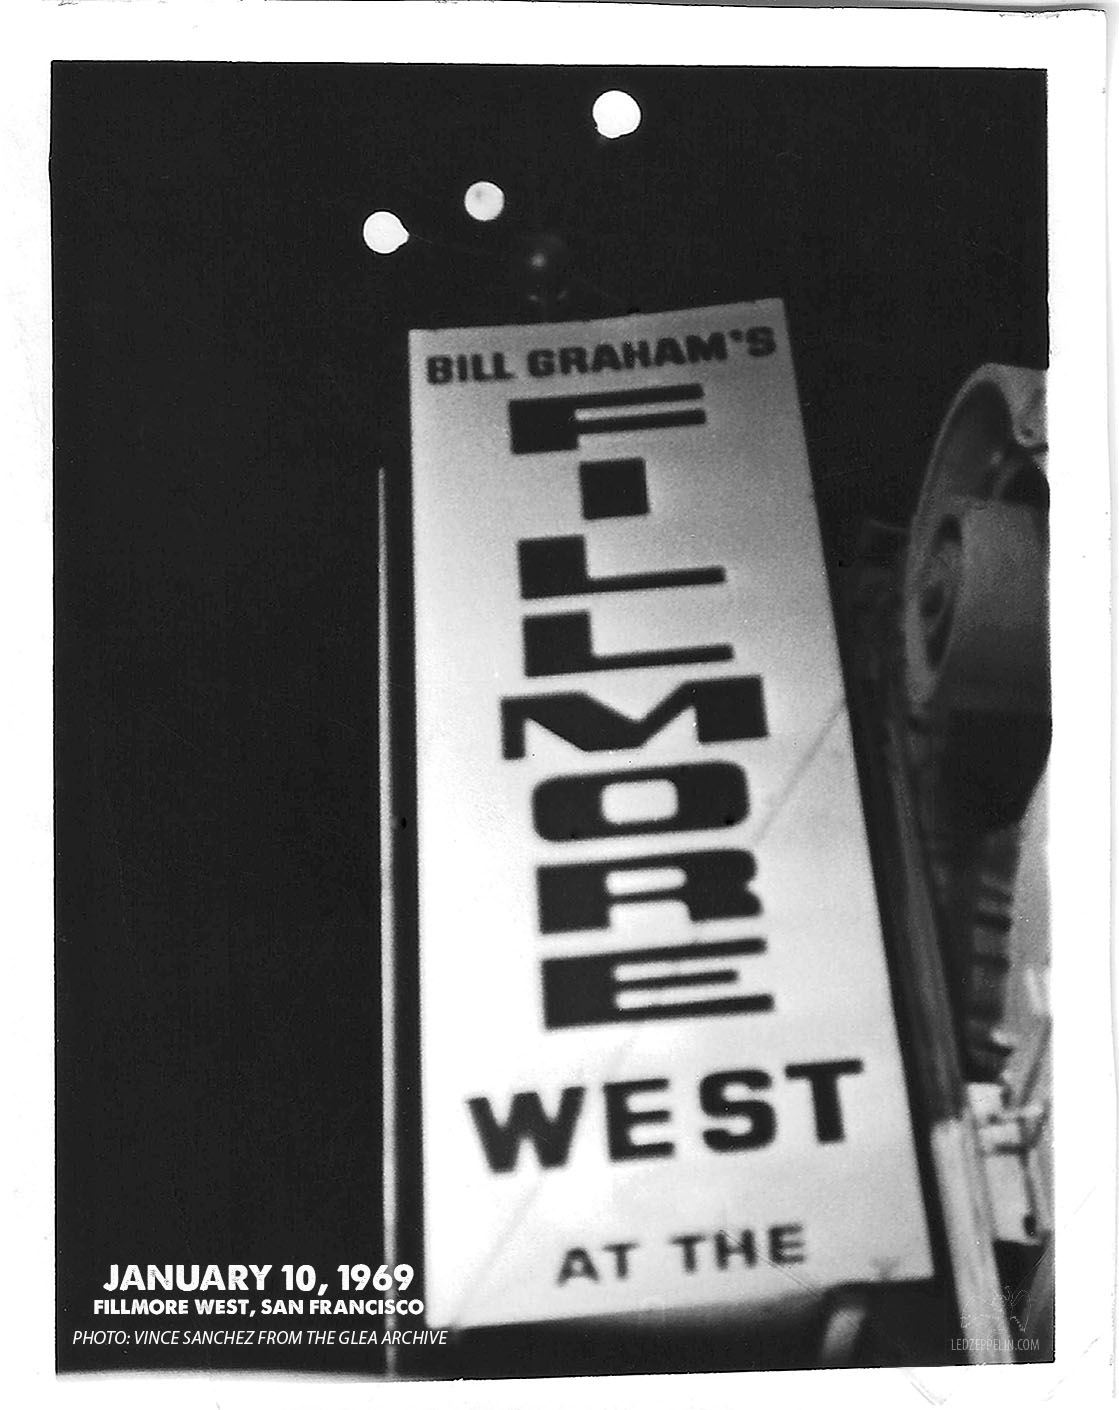 BILL GRAHAM'S
FILLMORE
WEST
AT THE
JANUARY 10, 1969
FILLMORE WEST, SAN FRANCISCO
PHOTO: VINCE SANCHEZ FROM THE GLEA ARCHIVE
LEDZEPPELIN.COM